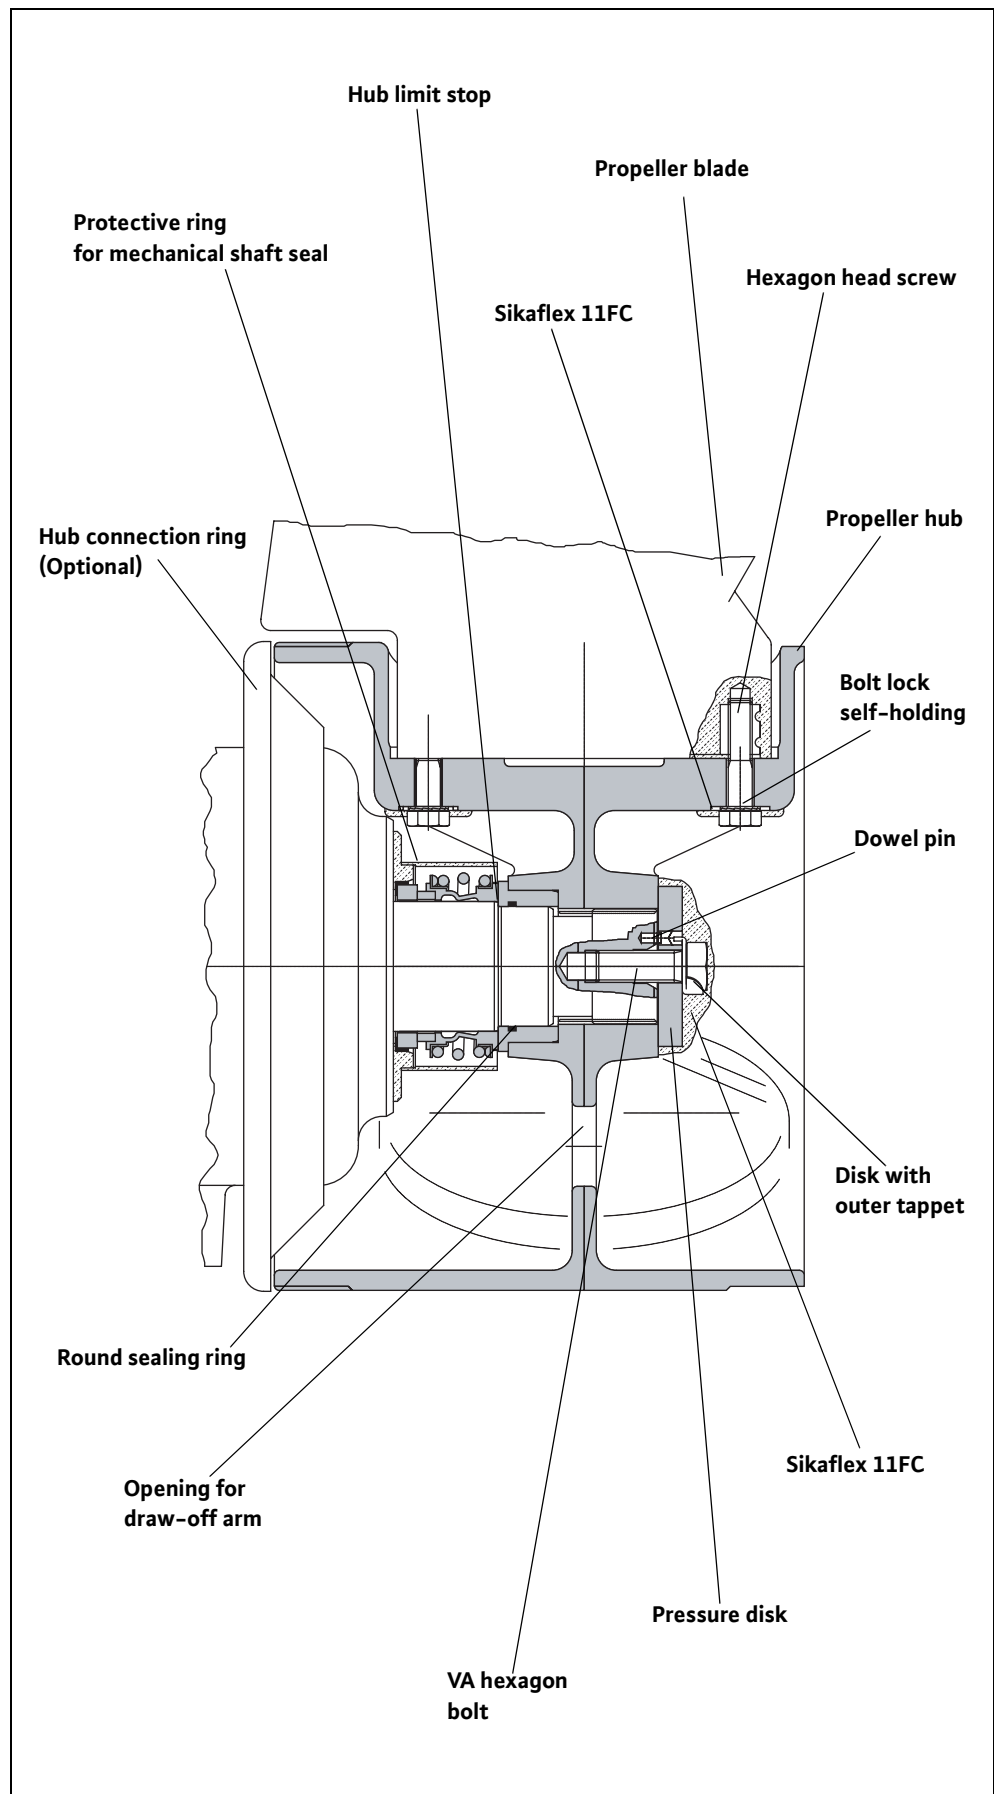 Hub limit stop
Propeller blade
Protective ring
for mechanical shaft seal
Hexagon head screw
Sikaflex 11FC
Propeller hub
Hub connection ring
(Optional)
Bolt lock
self-holding
Dowel pin
Disk with
outer tappet
Round sealing ring
Sikaflex 11FC
Opening for
draw-off arm
Pressure disk
VA hexagon
bolt